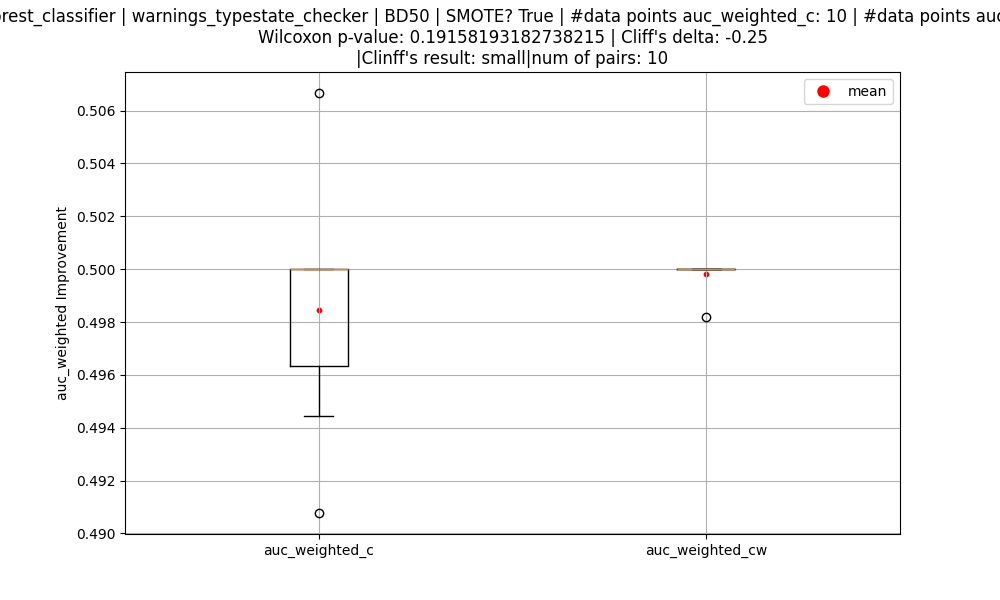 rest_classifier | warnings_typestate_checker | BD50 | SMOTE? True | #data points auc_weighted_c: 10 | #data points
Wilcoxon p-value: 0.19158193182738215 | Cliff's delta: -0.25
|Clinff's result: small|num of pairs: 10
mean
0.506
0.504
0.502
0.500
0.498
0.496
0.494
0.492
0.490
auc_weighted Improvement
auc_weighted_c
auc_weighted_cw